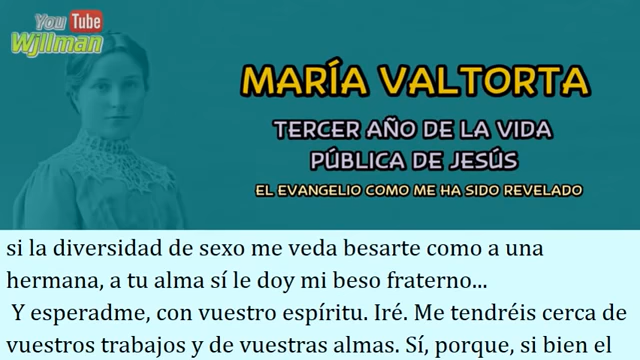 You Tube
Wjllman
MARÍA VALTORTA
TERCER AÑO DE LA VIDA
PÚBLICA DE JESÚS
EL EVANGELIO COMO ME HA SIDO REVELADO
si la diversidad de sexo me veda besarte como a una
hermana, a tu alma sí le doy mi beso fraterno...
Y esperadme, con vuestro espíritu. Iré. Me tendréis cerca de
vuestros trabajos y de vuestras almas. Sí, porque, si bien el